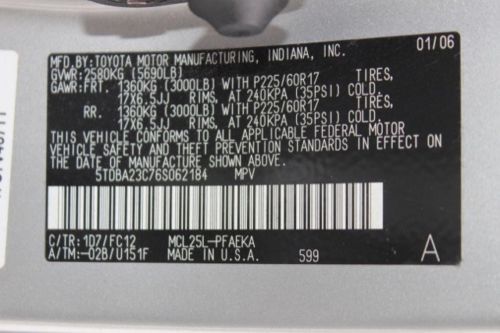 MFD.BY:TOYOTA MOTOR MANUFACTURING, INDIANA, INC. 01/06
GVWR:2580KG (5690LB)
GAWR:FRT. 1360KG (3000LB) WITH P225/60R17 TIRES,
17X6.5JJ RIMS, AT 240KPA (35PSI) COLD.
RR. 1360KG (3000LB) WITH P225/60R17 TIRES,
17X6.5JJ RIMS, AT 240KPA (35PSI) COLD.
THIS VEHICLE CONFORMS TO ALL APPLICABLE FEDERAL MOTOR
VEHICLE SAFETY AND THEFT PREVENTION STANDARDS IN EFFECT ON
THE DATE OF MANUFACTURE SHOWN ABOVE.
5TDBA23C76S062184 MPV
C/TR: 1D7/FC12 MCL25L-PFAEKA
A/TM:-02B/U151F MADE IN U.S.A. 599 A